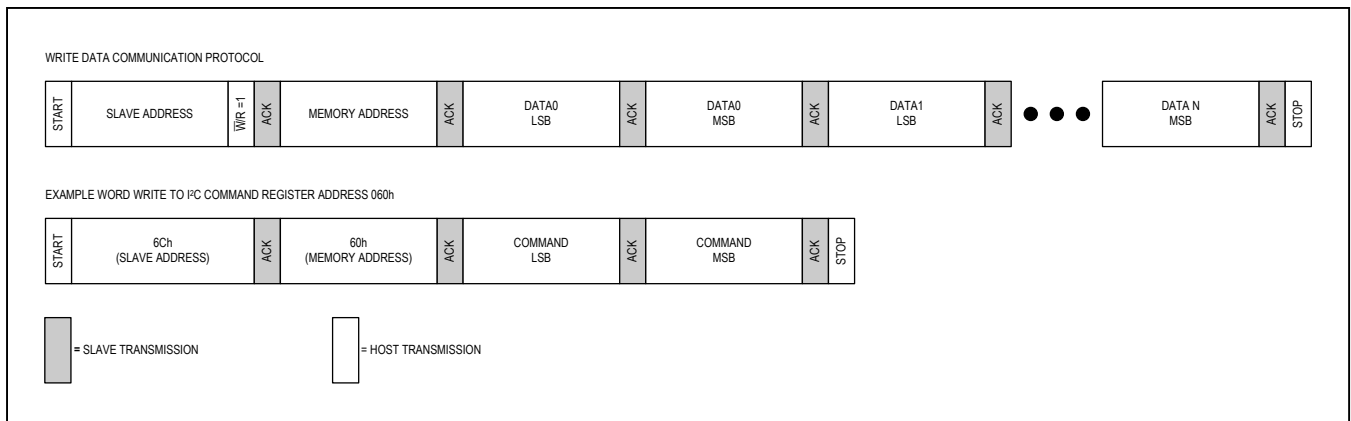 WRITE DATA COMMUNICATION PROTOCOL
START SLAVE ADDRESS W̅/R =1 ACK MEMORY ADDRESS ACK DATA0 ACK DATA0 ACK DATA1 ACK DATA N ACK STOP
LSB MSB LSB MSB
EXAMPLE WORD WRITE TO I²C COMMAND REGISTER ADDRESS 060h
START 6Ch ACK 60h ACK COMMAND ACK COMMAND ACK STOP
(SLAVE ADDRESS) (MEMORY ADDRESS) LSB MSB
= SLAVE TRANSMISSION = HOST TRANSMISSION